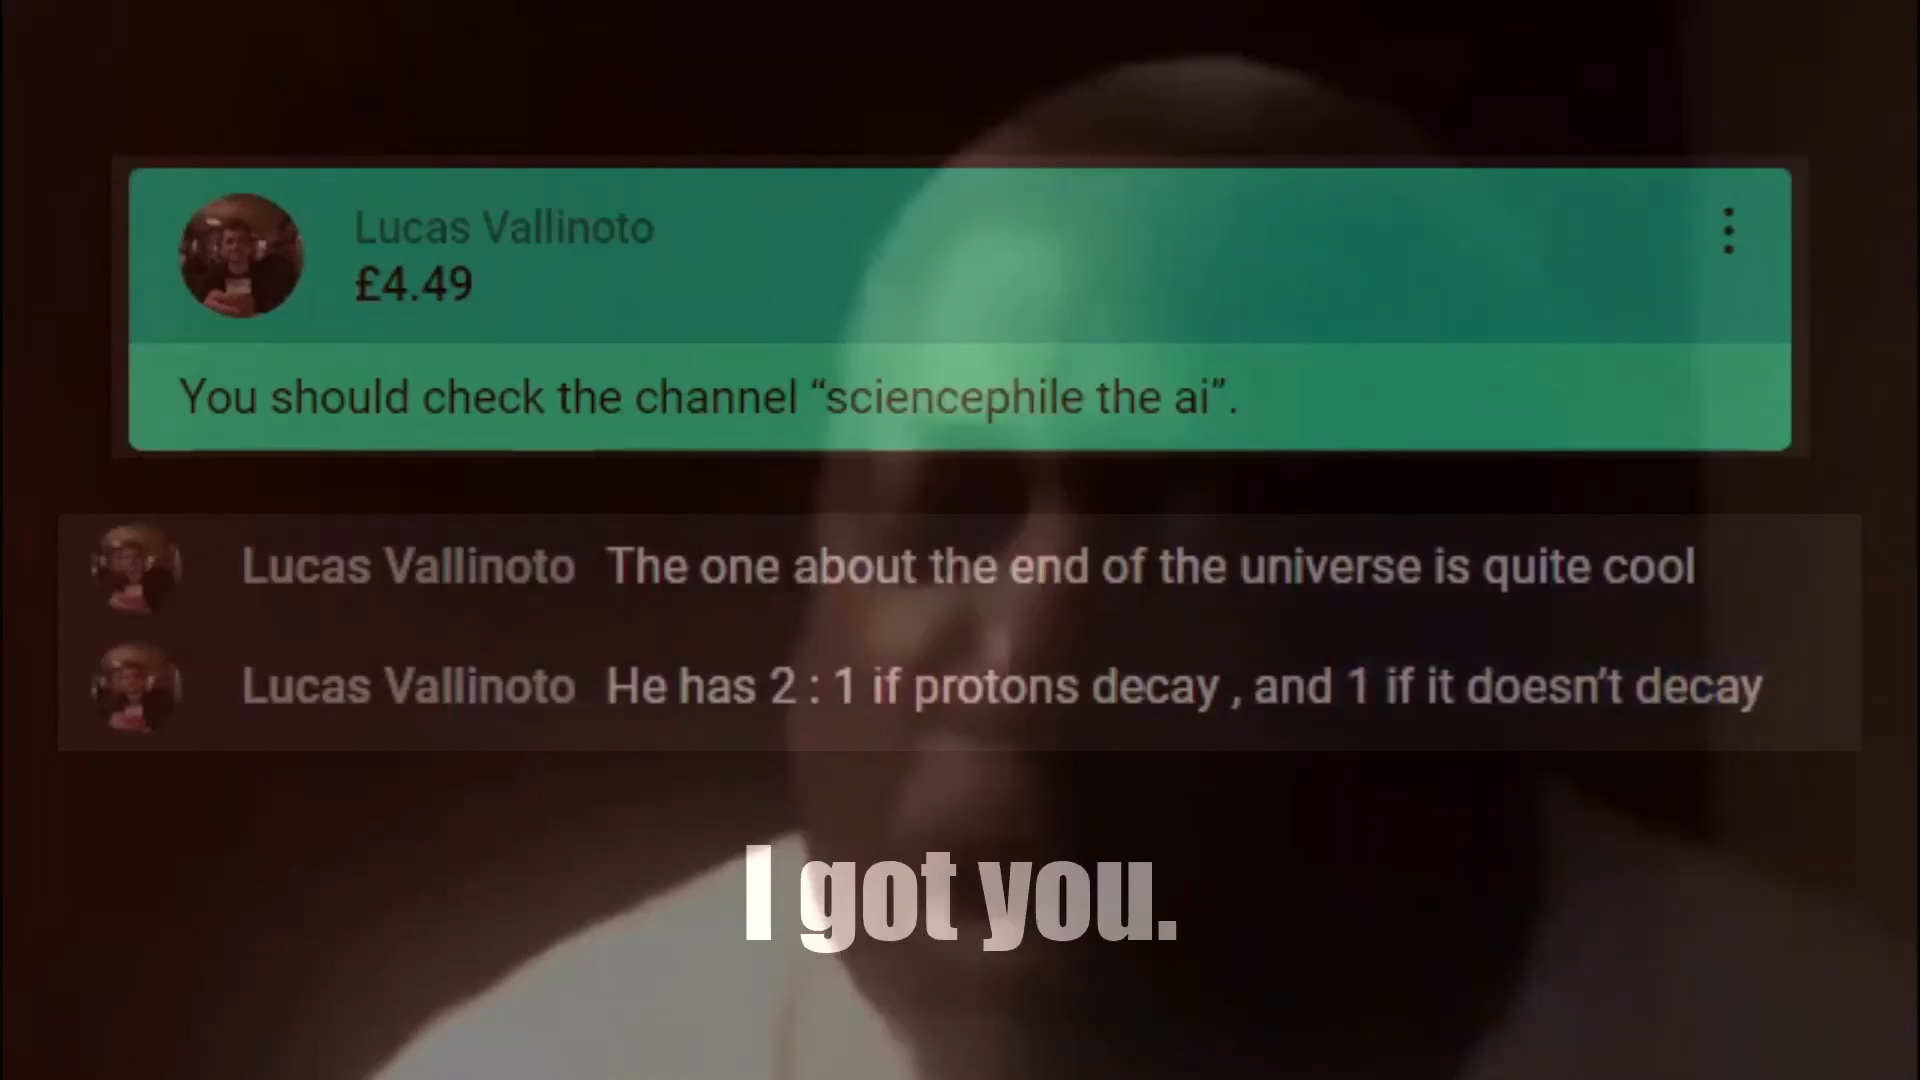 Lucas Vallinoto
£4.49
You should check the channel “sciencephile the ai”.
Lucas Vallinoto The one about the end of the universe is quite cool
Lucas Vallinoto He has 2 : 1 if protons decay , and 1 if it doesn’t decay
I got you.